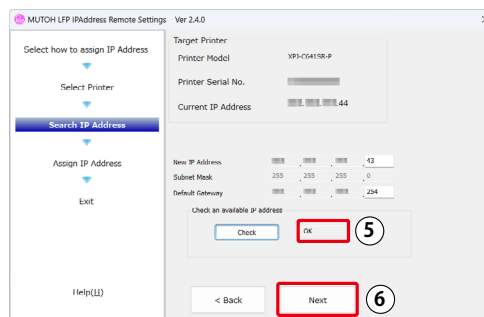 MUTOH LFP IPAddress Remote Settings Ver 2.4.0
Select how to assign IP Address
Select Printer
Search IP Address
Assign IP Address
Exit
Help(H)
Target Printer
Printer Model XPJ-C641SR-P
Printer Serial No.
Current IP Address . . .44
New IP Address . . . 43
Subnet Mask 255 . 255 . 255 . 0
Default Gateway . . . 254
Check an available IP address
Check OK ⑤
< Back Next ⑥